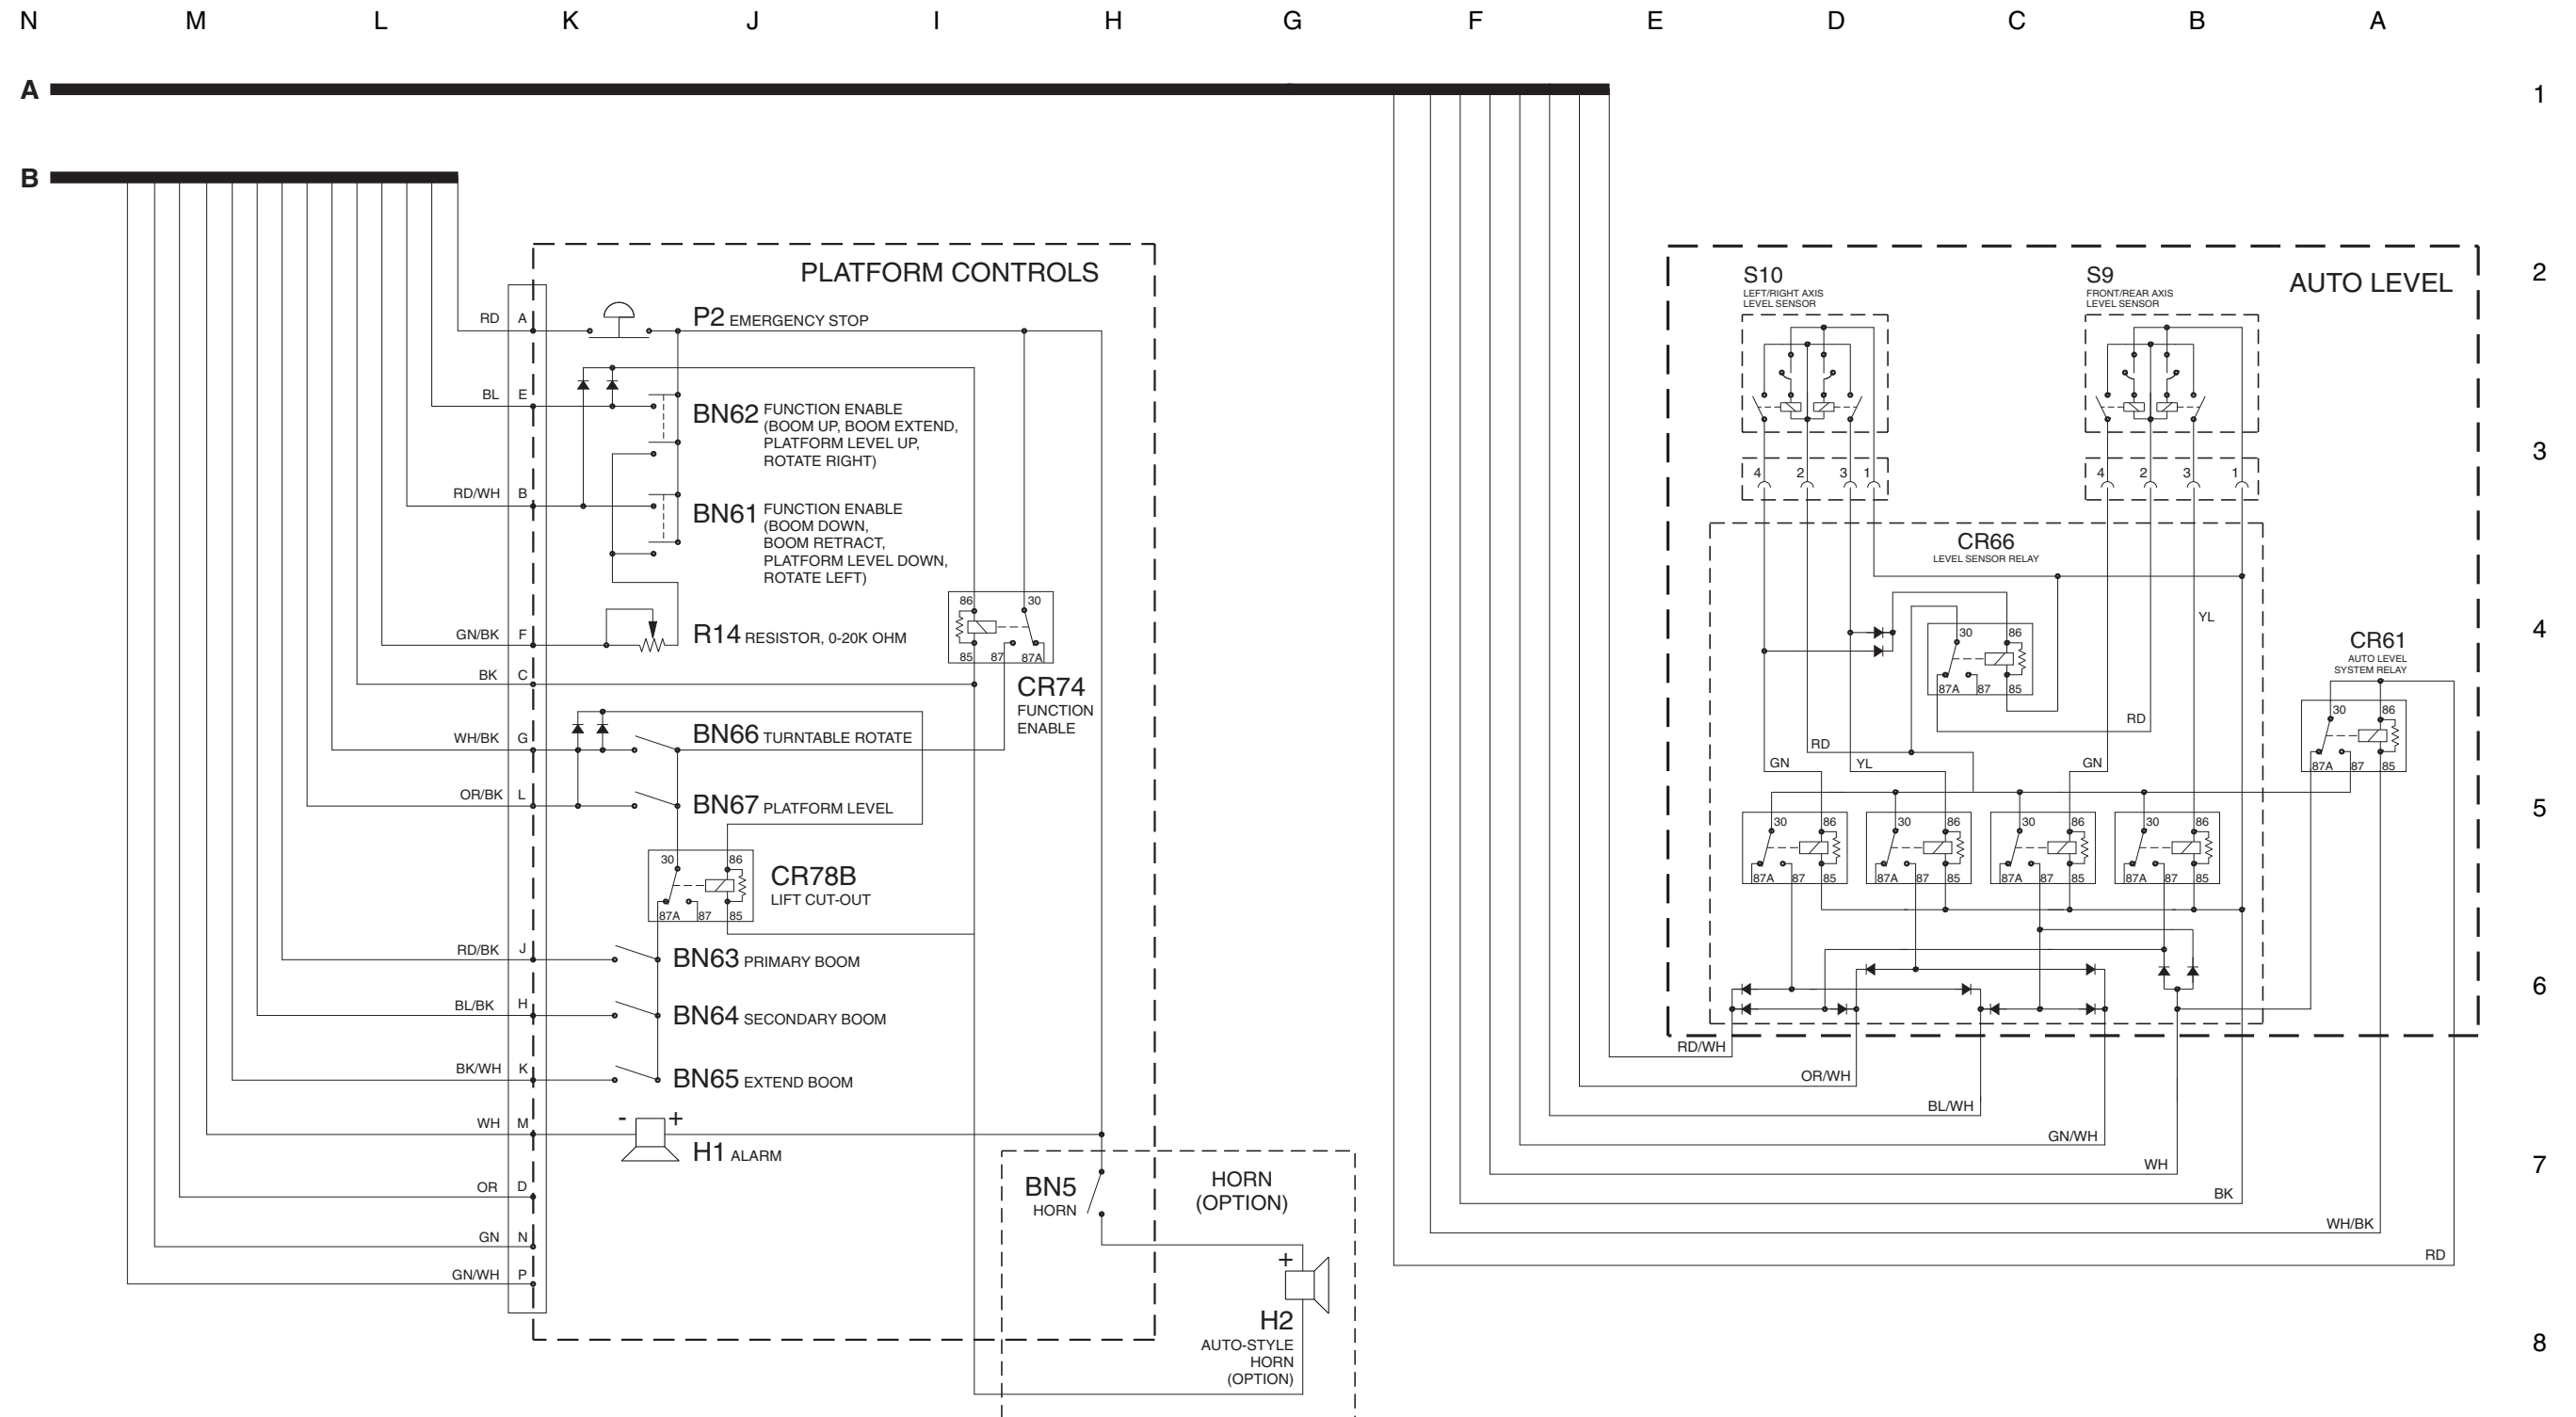 N M L K J I H G F E D C B A
A
1
B
PLATFORM CONTROLS
2
S10
LEFT/RIGHT AXIS
LEVEL SENSOR
S9
FRONT/REAR AXIS
LEVEL SENSOR
AUTO LEVEL
RD A
P2 EMERGENCY STOP
BL E
BN62 FUNCTION ENABLE
(BOOM UP, BOOM EXTEND,
PLATFORM LEVEL UP,
ROTATE RIGHT)
3
4 2 3 1
4 2 3 1
RD/WH B
BN61 FUNCTION ENABLE
(BOOM DOWN,
BOOM RETRACT,
PLATFORM LEVEL DOWN,
ROTATE LEFT)
CR66
LEVEL SENSOR RELAY
86 30
85 87 87A
CR74
FUNCTION
ENABLE
GN/BK F
R14 RESISTOR, 0-20K OHM
BK C
YL
4
30 86
87A 87 85
RD
RD
GN
YL
GN
CR61
AUTO LEVEL
SYSTEM RELAY
30 86
87A 87 85
WH/BK G
BN66 TURNTABLE ROTATE
OR/BK L
BN67 PLATFORM LEVEL
5
30 86
87A 87 85
30 86
87A 87 85
30 86
87A 87 85
30 86
87A 87 85
30 86
87A 87 85
CR78B
LIFT CUT-OUT
RD/BK J
BN63 PRIMARY BOOM
6
BL/BK H
BN64 SECONDARY BOOM
BK/WH K
BN65 EXTEND BOOM
RD/WH
OR/WH
BL/WH
GN/WH
WH
BK
WH/BK
RD
WH M
- +
H1 ALARM
7
OR D
BN5
HORN
HORN
(OPTION)
GN N
GN/WH P
+
H2
AUTO-STYLE
HORN
(OPTION)
8